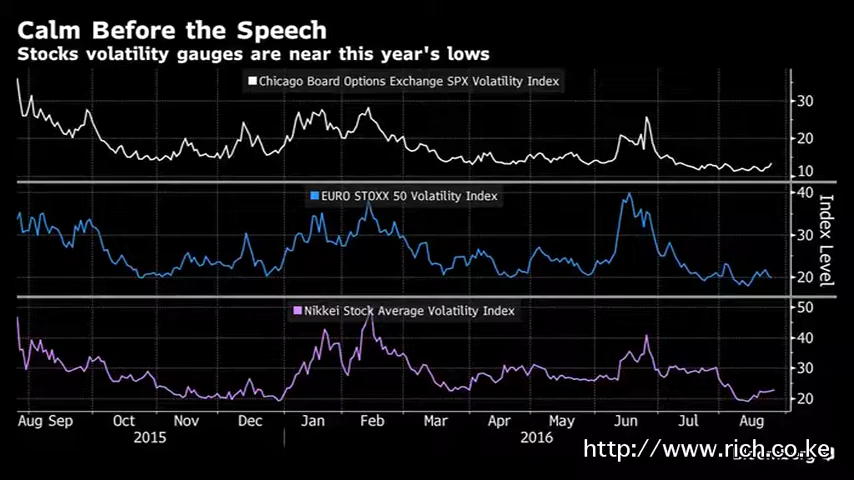 Calm Before the Speech
Stocks volatility gauges are near this year's lows
Chicago Board Options Exchange SPX Volatility Index
30
20
10
EURO STOXX 50 Volatility Index
40
30
20
Index Level
Nikkei Stock Average Volatility Index
50
40
30
20
Aug Sep Oct Nov Dec Jan Feb Mar Apr May Jun Jul Aug
2015 2016
http://www.rich.co.ke